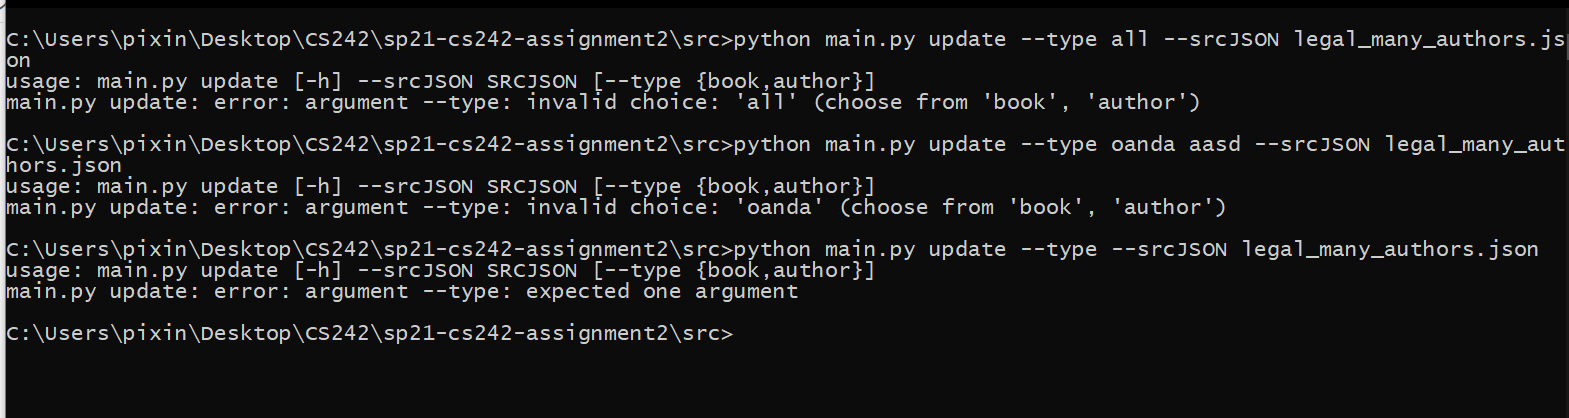 C:\Users\pixin\Desktop\CS242\sp21-cs242-assignment2\src>python main.py update --type all --srcJSON legal_many_authors.js
on
usage: main.py update [-h] --srcJSON SRCJSON [--type {book,author}]
main.py update: error: argument --type: invalid choice: 'all' (choose from 'book', 'author')
C:\Users\pixin\Desktop\CS242\sp21-cs242-assignment2\src>python main.py update --type oanda aasd --srcJSON legal_many_aut
hors.json
usage: main.py update [-h] --srcJSON SRCJSON [--type {book,author}]
main.py update: error: argument --type: invalid choice: 'oanda' (choose from 'book', 'author')
C:\Users\pixin\Desktop\CS242\sp21-cs242-assignment2\src>python main.py update --type --srcJSON legal_many_authors.json
usage: main.py update [-h] --srcJSON SRCJSON [--type {book,author}]
main.py update: error: argument --type: expected one argument
C:\Users\pixin\Desktop\CS242\sp21-cs242-assignment2\src>